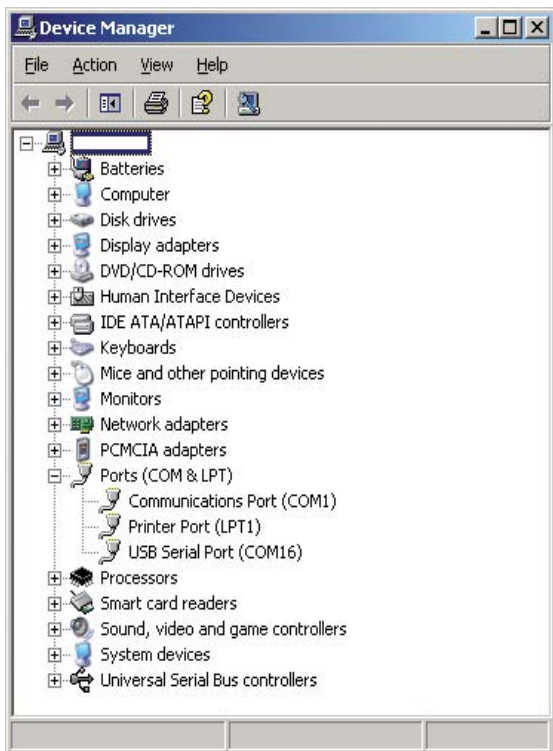 Device Manager
File Action View Help
Batteries
Computer
Disk drives
Display adapters
DVD/CD-ROM drives
Human Interface Devices
IDE ATA/ATAPI controllers
Keyboards
Mice and other pointing devices
Monitors
Network adapters
PCMCIA adapters
Ports (COM & LPT)
Communications Port (COM1)
Printer Port (LPT1)
USB Serial Port (COM16)
Processors
Smart card readers
Sound, video and game controllers
System devices
Universal Serial Bus controllers